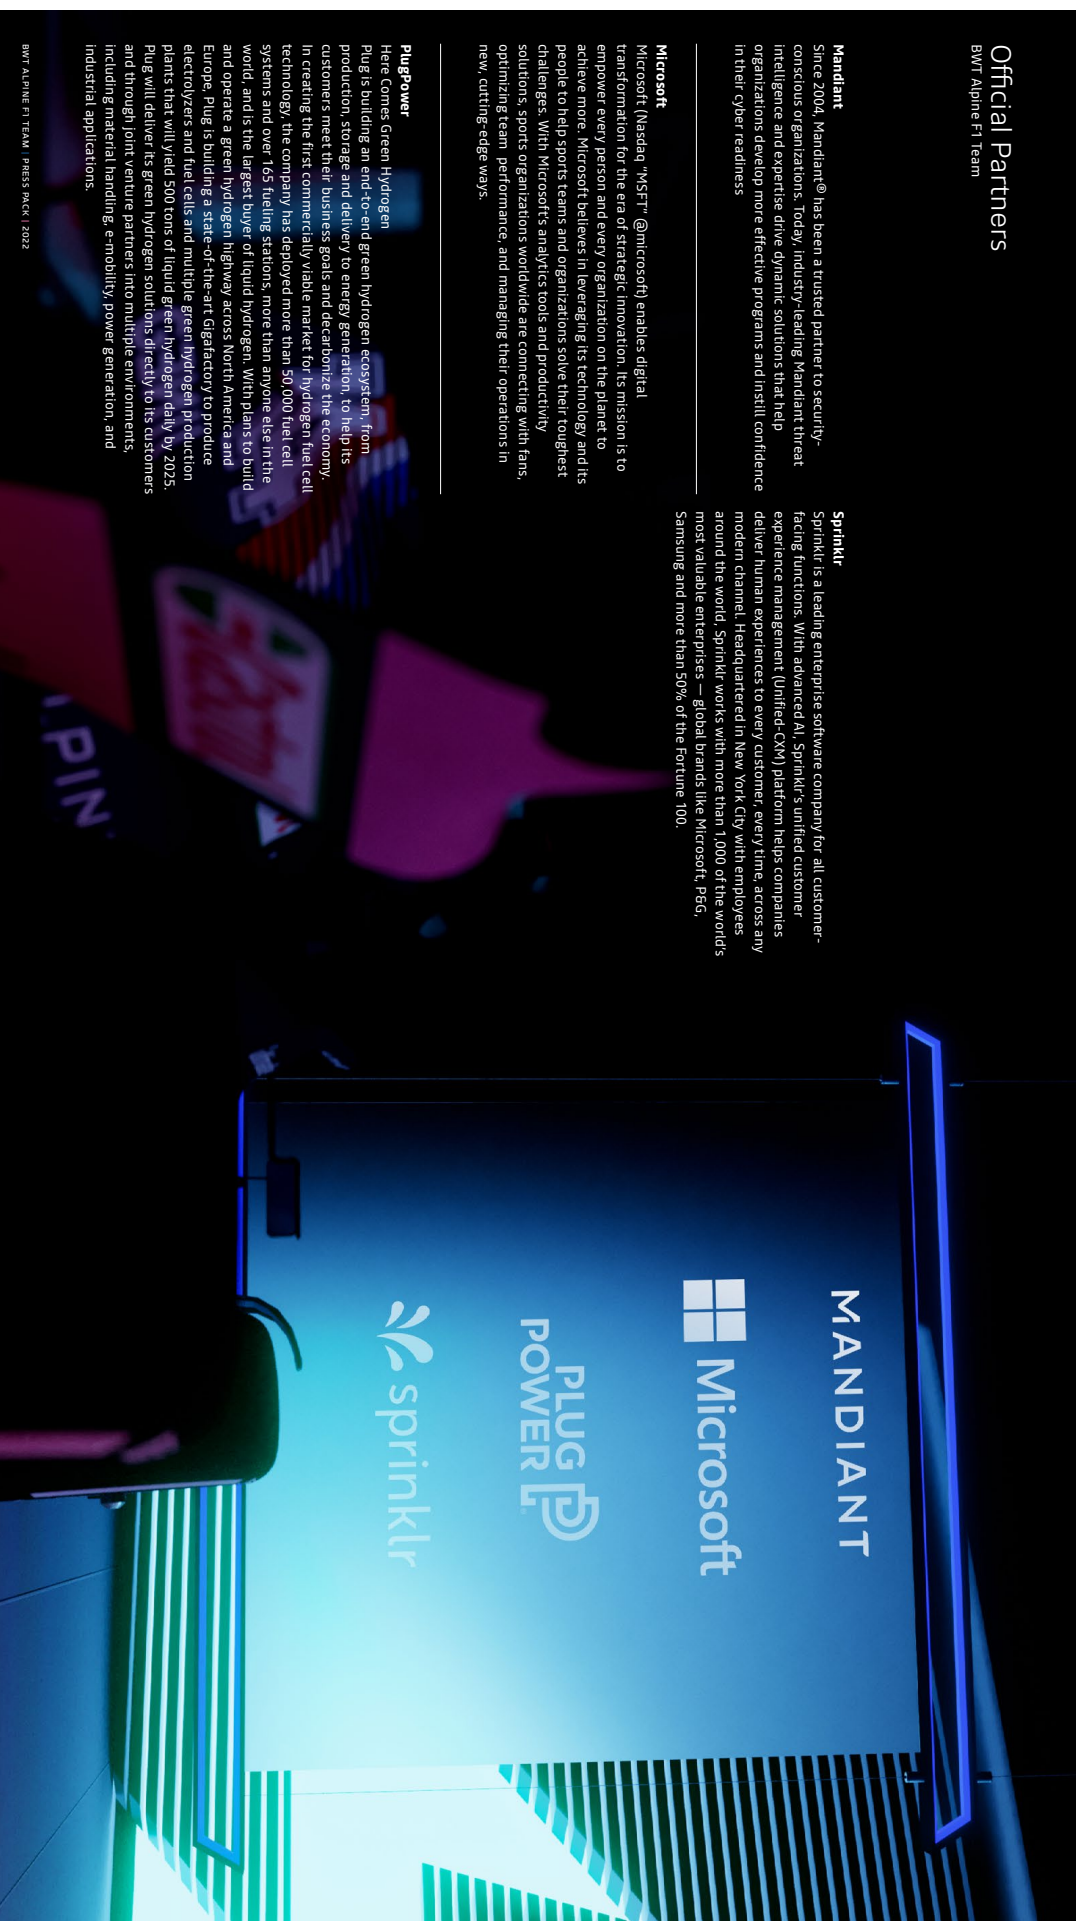 Official Partners
BWT Alpine F1 Team
Mandiant
Since 2004, Mandiant® has been a trusted partner to security-
conscious organizations. Today, industry-leading Mandiant threat
intelligence and expertise drive dynamic solutions that help
organizations develop more effective programs and instill confidence
in their cyber readiness
Microsoft
Microsoft (Nasdaq "MSFT" @microsoft) enables digital
transformation for the era of strategic innovation. Its mission is to
empower every person and every organization on the planet to
achieve more. Microsoft believes in leveraging its technology and its
people to help sports teams and organizations solve their toughest
challenges. With Microsoft's analytics tools and productivity
solutions, sports organizations worldwide are connecting with fans,
optimizing team performance, and managing their operations in
new, cutting-edge ways.
PlugPower
Here Comes Green Hydrogen
Plug is building an end-to-end green hydrogen ecosystem, from
production, storage and delivery to energy generation, to help its
customers meet their business goals and decarbonize the economy.
In creating the first commercially viable market for hydrogen fuel cell
technology, the company has deployed more than 50,000 fuel cell
systems and over 165 fueling stations, more than anyone else in the
world, and is the largest buyer of liquid hydrogen. With plans to build
and operate a green hydrogen highway across North America and
Europe, Plug is building a state-of-the-art Gigafactory to produce
electrolyzers and fuel cells and multiple green hydrogen production
plants that will yield 500 tons of liquid green hydrogen daily by 2025.
Plug will deliver its green hydrogen solutions directly to its customers
and through joint venture partners into multiple environments,
including material handling, e-mobility, power generation, and
industrial applications.
Sprinklr
Sprinklr is a leading enterprise software company for all customer-
facing functions. With advanced AI, Sprinklr's unified customer
experience management (Unified-CXM) platform helps companies
deliver human experiences to every customer, every time, across any
modern channel. Headquartered in New York City with employees
around the world, Sprinklr works with more than 1,000 of the world's
most valuable enterprises — global brands like Microsoft, P&G,
Samsung and more than 50% of the Fortune 100.
MANDIANT
Microsoft
PLUG
POWER
sprinklr
BWT ALPINE F1 TEAM | PRESS PACK | 2022